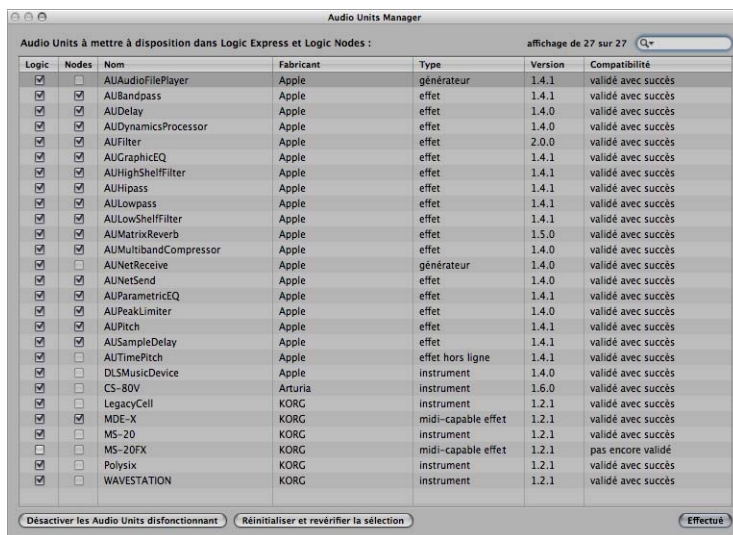 Audio Units Manager
Audio Units à mettre à disposition dans Logic Express et Logic Nodes : affichage de 27 sur 27
Logic Nodes Nom Fabricant Type Version Compatibilité
AUAudioFilePlayer Apple générateur 1.4.1 validé avec succès
AUBandpass Apple effet 1.4.1 validé avec succès
AUDelay Apple effet 1.4.0 validé avec succès
AUDynamicsProcessor Apple effet 1.4.0 validé avec succès
AUFilter Apple effet 2.0.0 validé avec succès
AUGraphicEQ Apple effet 1.4.1 validé avec succès
AUHighShelfFilter Apple effet 1.4.1 validé avec succès
AUHipass Apple effet 1.4.1 validé avec succès
AULowpass Apple effet 1.4.1 validé avec succès
AULowShelfFilter Apple effet 1.4.1 validé avec succès
AUMatrixReverb Apple effet 1.5.0 validé avec succès
AUMultibandCompressor Apple effet 1.4.0 validé avec succès
AUNetReceive Apple générateur 1.4.0 validé avec succès
AUNetSend Apple effet 1.4.0 validé avec succès
AUParametricEQ Apple effet 1.4.1 validé avec succès
AUPeakLimiter Apple effet 1.4.0 validé avec succès
AUPitch Apple effet 1.4.1 validé avec succès
AUSampleDelay Apple effet 1.4.1 validé avec succès
AUTimePitch Apple effet hors ligne 1.4.1 validé avec succès
DLSMusicDevice Apple instrument 1.4.0 validé avec succès
CS-80V Arturia instrument 1.6.0 validé avec succès
LegacyCell KORG instrument 1.2.1 validé avec succès
MDE-X KORG midi-capable effet 1.2.1 validé avec succès
MS-20 KORG instrument 1.2.1 validé avec succès
MS-20FX KORG midi-capable effet 1.2.1 pas encore validé
Polysix KORG instrument 1.2.1 validé avec succès
WAVESTATION KORG instrument 1.2.1 validé avec succès
Désactiver les Audio Units disfonctionnant Réinitialiser et revérifier la sélection Effectué